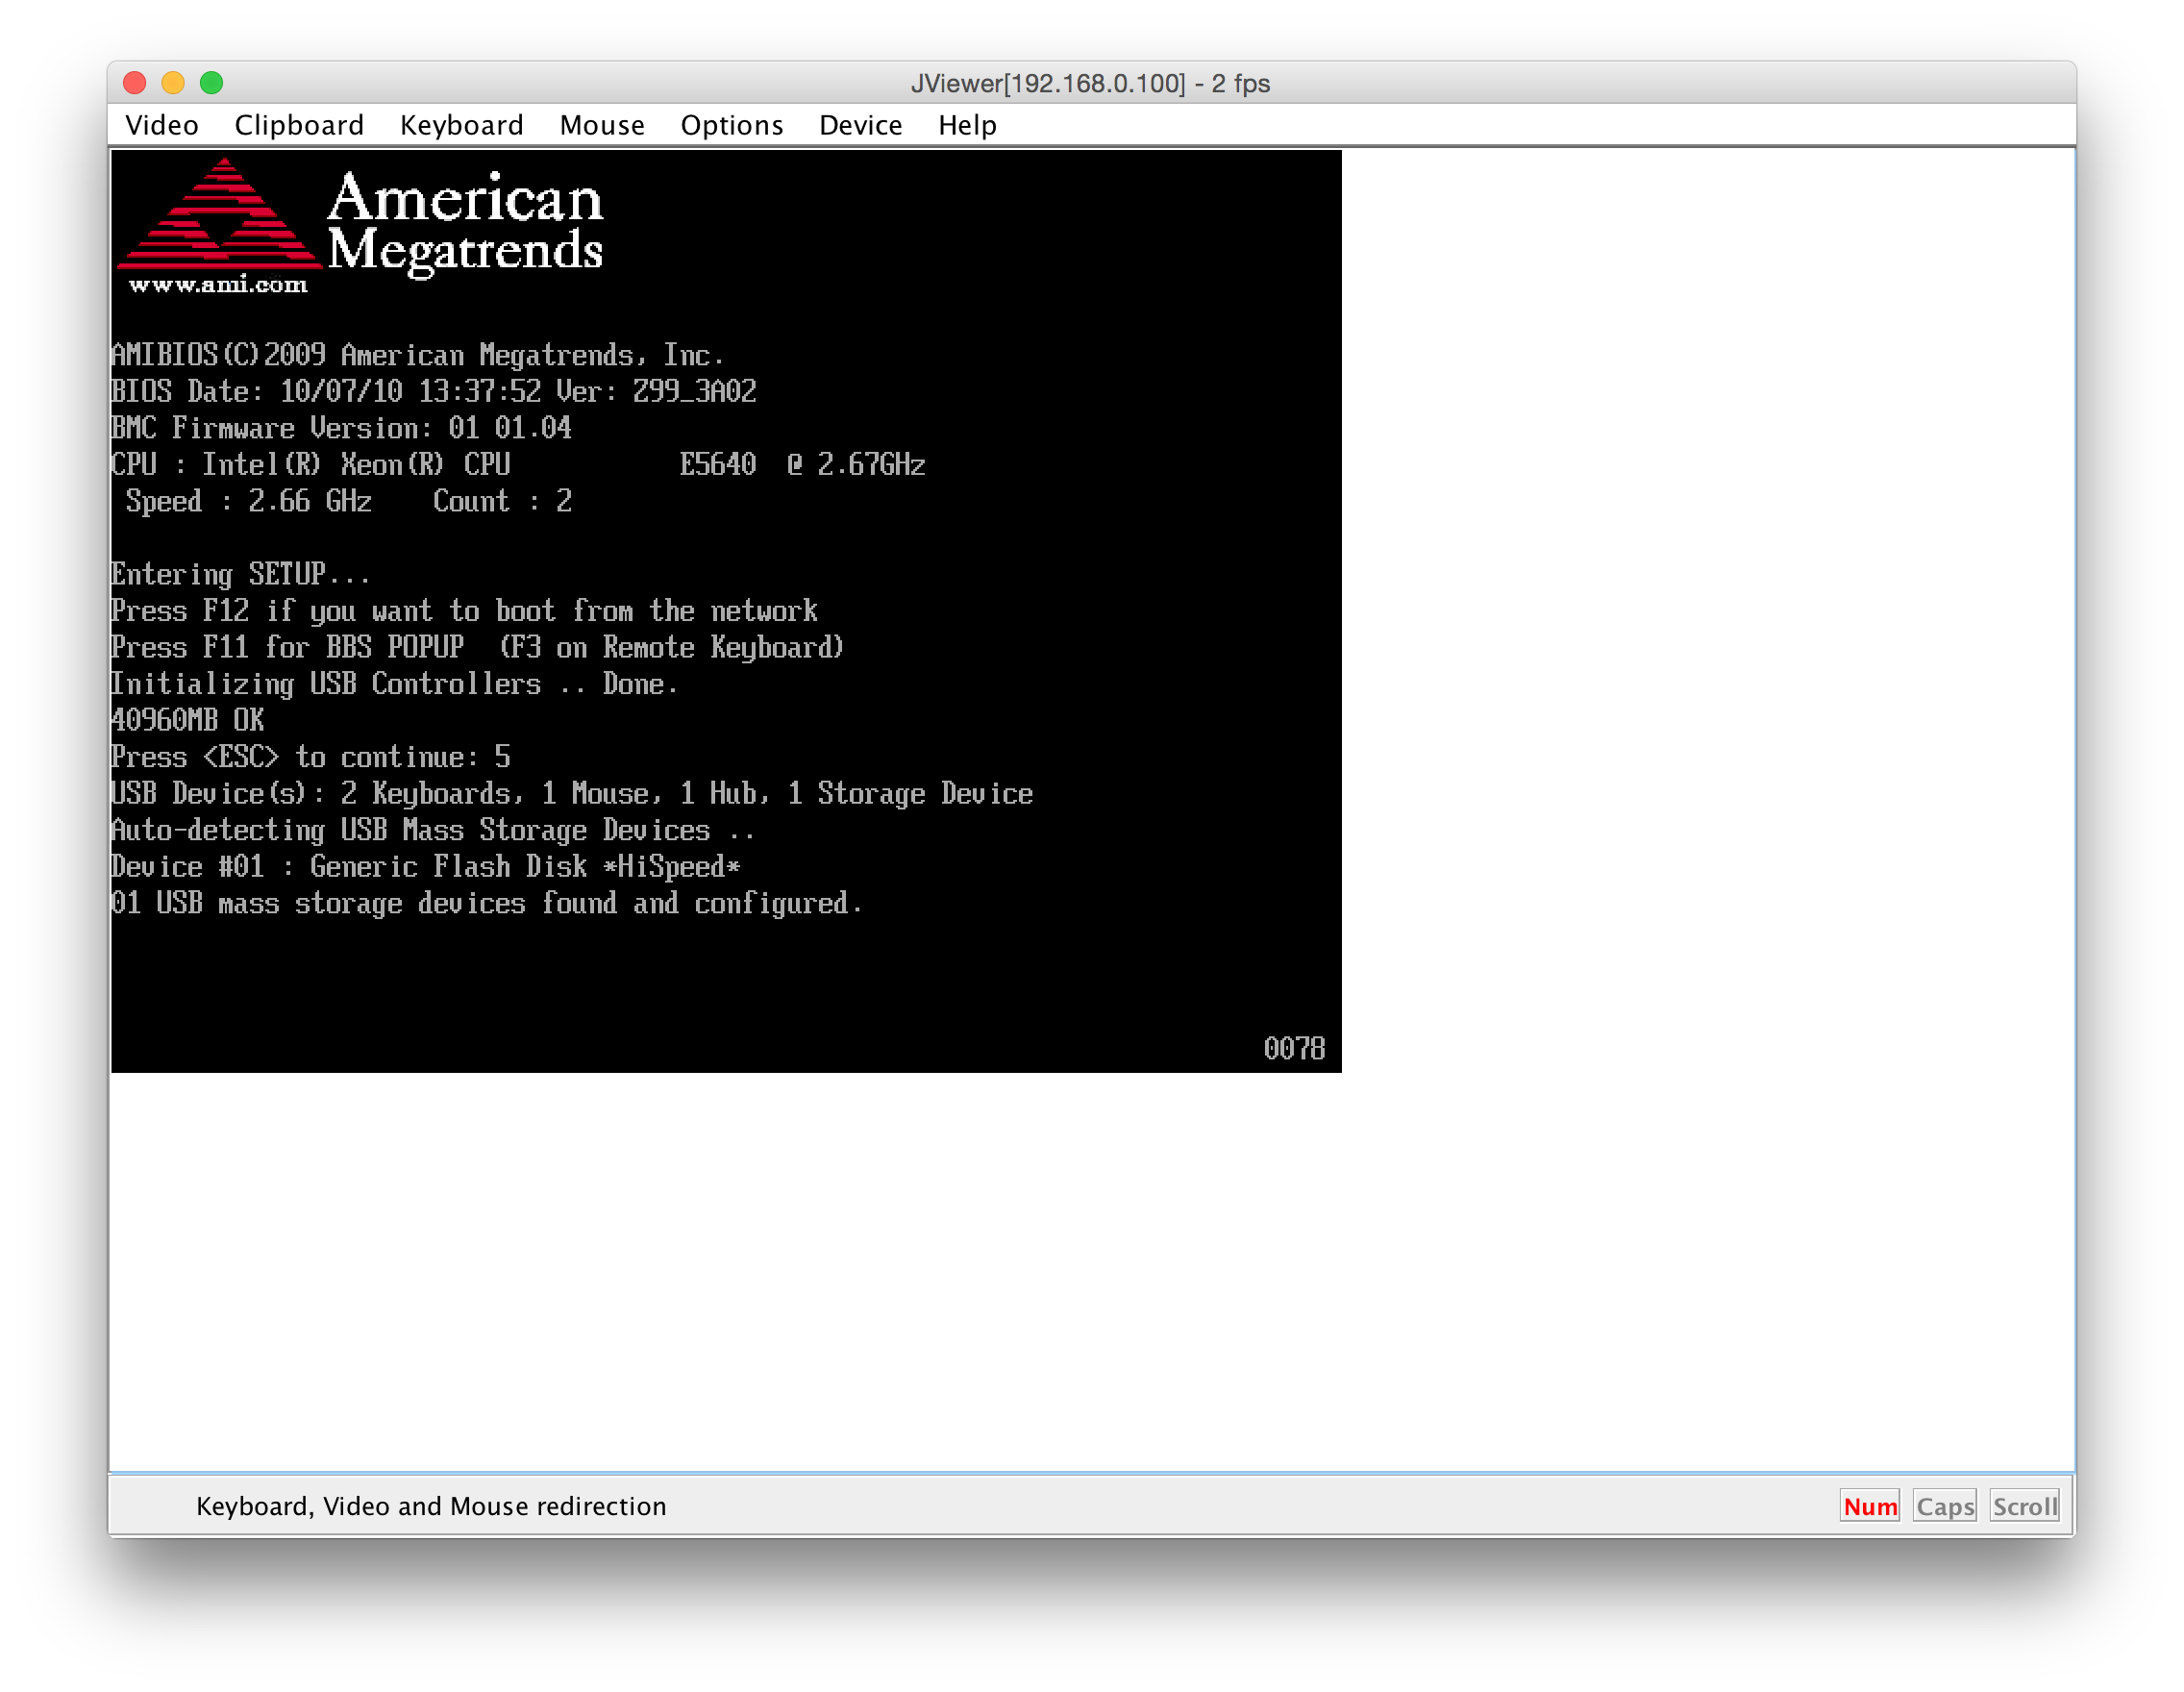 JViewer[192.168.0.100] - 2 fps
Video Clipboard Keyboard Mouse Options Device Help
American
Megatrends
www.ami.com
AMIBIOS(C)2009 American Megatrends, Inc.
BIOS Date: 10/07/10 13:37:52 Ver: Z99_3A02
BMC Firmware Version: 01 01.04
CPU : Intel(R) Xeon(R) CPU           E5640  @ 2.67GHz
 Speed : 2.66 GHz    Count : 2
Entering SETUP...
Press F12 if you want to boot from the network
Press F11 for BBS POPUP  (F3 on Remote Keyboard)
Initializing USB Controllers .. Done.
40960MB OK
Press <ESC> to continue: 5
USB Device(s): 2 Keyboards, 1 Mouse, 1 Hub, 1 Storage Device
Auto-detecting USB Mass Storage Devices ..
Device #01 : Generic Flash Disk *HiSpeed*
01 USB mass storage devices found and configured.
0078
Keyboard, Video and Mouse redirection
Num Caps Scroll